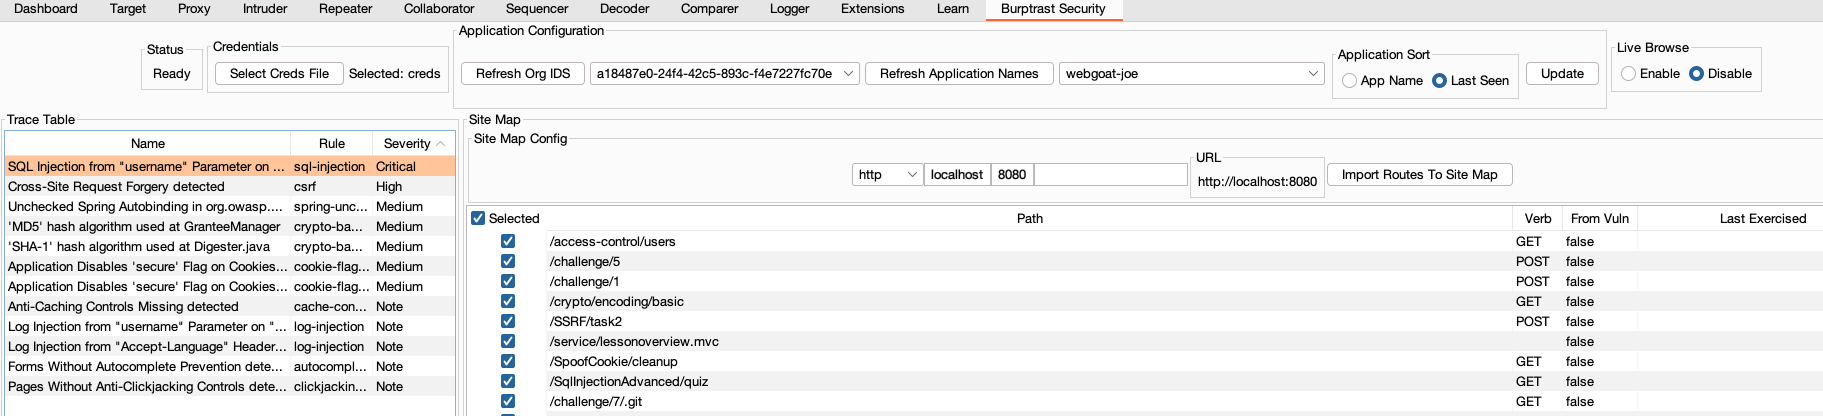 Dashboard Target Proxy Intruder Repeater Collaborator Sequencer Decoder Comparer Logger Extensions Learn Burptrast Security
Status
Ready
Credentials
Select Creds File Selected: creds
Application Configuration
Refresh Org IDS a18487e0-24f4-42c5-893c-f4e7227fc70e Refresh Application Names webgoat-joe
Application Sort
App Name Last Seen
Update
Live Browse
Enable Disable
Trace Table
Name Rule Severity
SQL Injection from "username" Parameter on ... sql-injection Critical
Cross-Site Request Forgery detected csrf High
Unchecked Spring Autobinding in org.owasp.... spring-unc... Medium
'MD5' hash algorithm used at GranteeManager crypto-ba... Medium
'SHA-1' hash algorithm used at Digester.java crypto-ba... Medium
Application Disables 'secure' Flag on Cookies... cookie-flag... Medium
Application Disables 'secure' Flag on Cookies... cookie-flag... Medium
Anti-Caching Controls Missing detected cache-con... Note
Log Injection from "username" Parameter on "... log-injection Note
Log Injection from "Accept-Language" Header... log-injection Note
Forms Without Autocomplete Prevention dete... autocompl... Note
Pages Without Anti-Clickjacking Controls dete... clickjackin... Note
Site Map
Site Map Config
http localhost 8080
URL
http://localhost:8080
Import Routes To Site Map
Selected Path Verb From Vuln Last Exercised
/access-control/users GET false
/challenge/5 POST false
/challenge/1 POST false
/crypto/encoding/basic GET false
/SSRF/task2 POST false
/service/lessonoverview.mvc false
/SpoofCookie/cleanup GET false
/SqlInjectionAdvanced/quiz GET false
/challenge/7/.git GET false